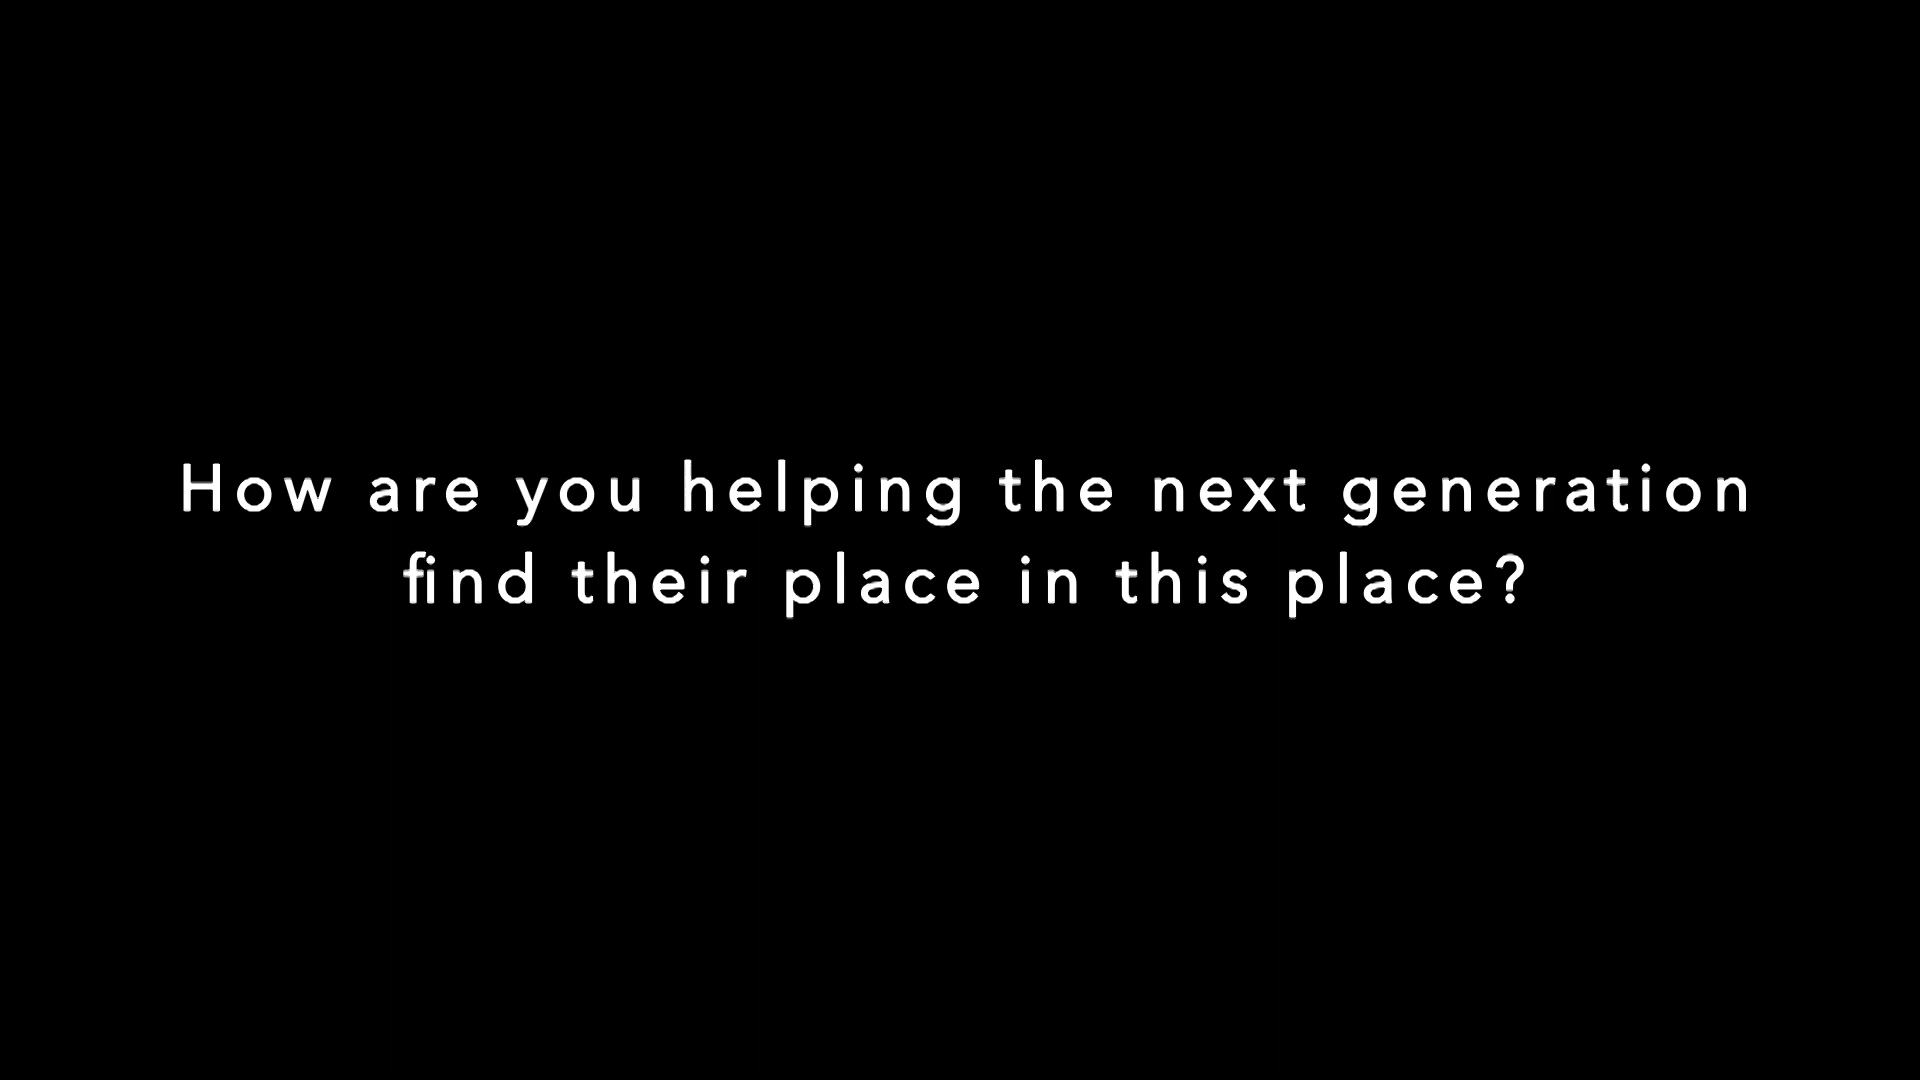 How are you helping the next generation
find their place in this place?